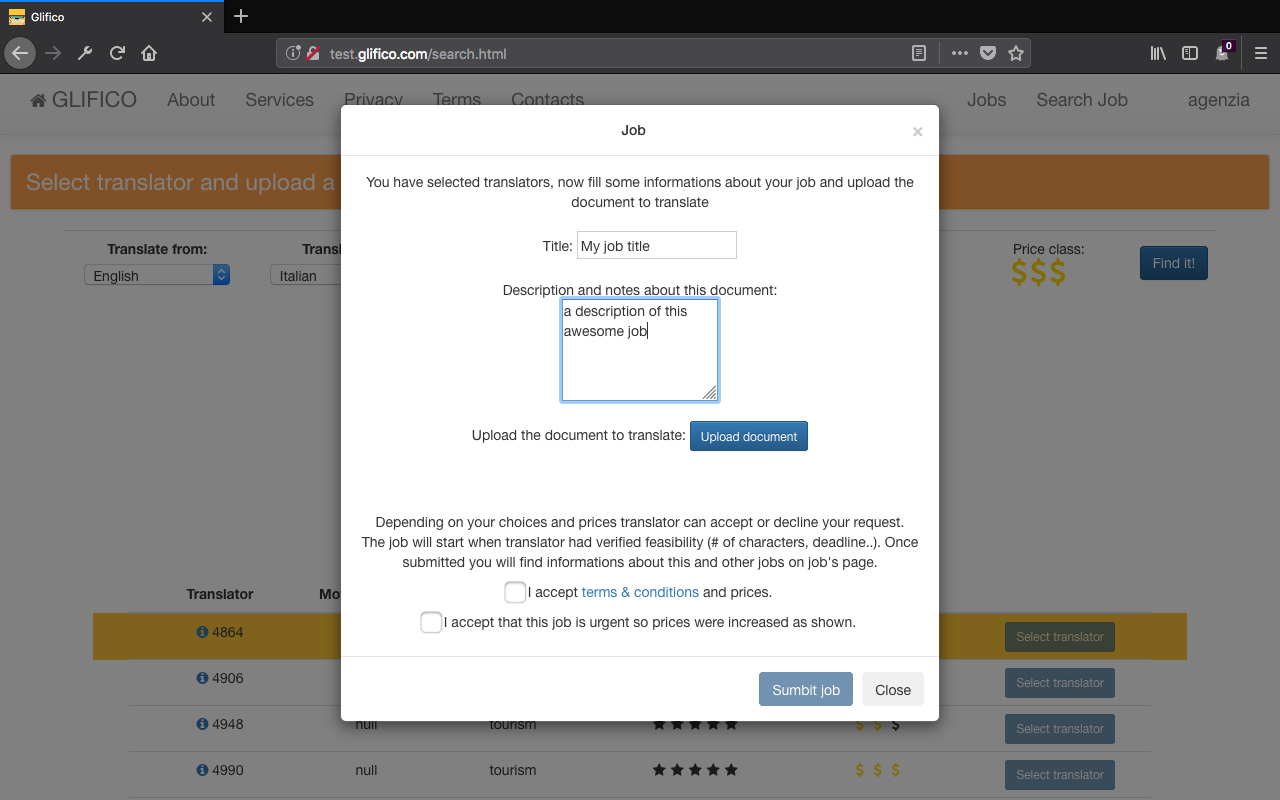 Glifico
test.glifico.com/search.html
0
GLIFICO About Services Privacy Terms Contacts Jobs Search Job agenzia
Job
×
Select translator and upload a
You have selected translators, now fill some informations about your job and upload the
document to translate
Title: My job title
Translate from:
English
Italian
Price class:
$$$
Find it!
Description and notes about this document:
a description of this
awesome job
Upload the document to translate: Upload document
Depending on your choices and prices translator can accept or decline your request.
The job will start when translator had verified feasibility (# of characters, deadline..). Once
submitted you will find informations about this and other jobs on job's page.
I accept terms & conditions and prices.
I accept that this job is urgent so prices were increased as shown.
Sumbit job Close
Translator
4864 Select translator
4906 Select translator
4948 null tourism $ $ $ Select translator
4990 null tourism $ $ $ Select translator